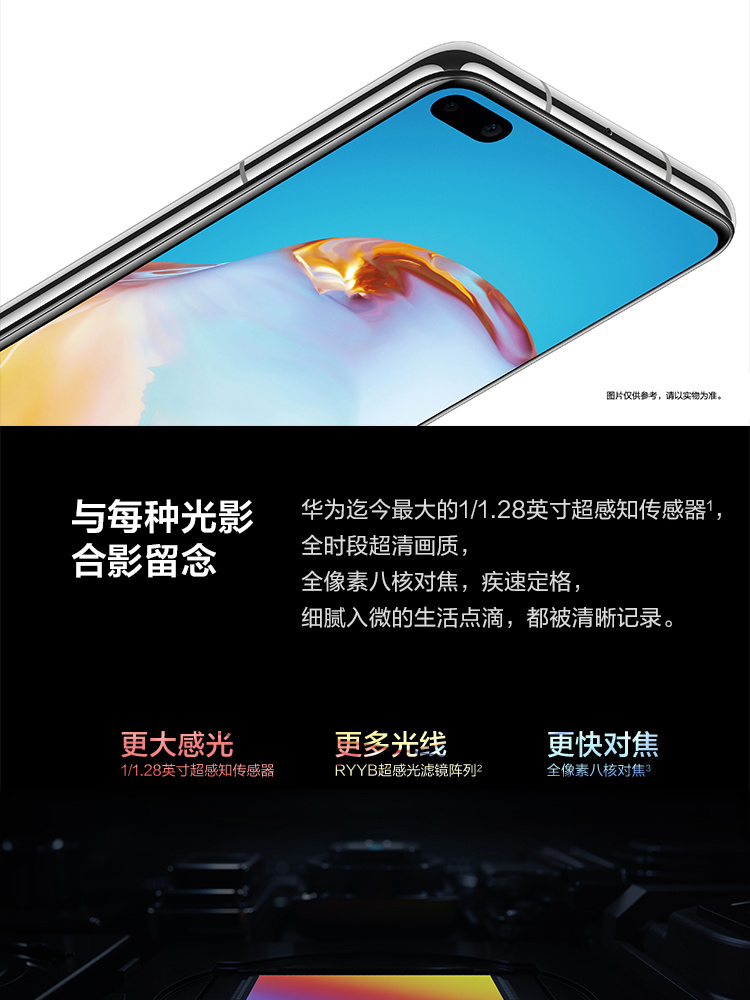 图片仅供参考，请以实物为准。
与每种光影
合影留念
华为迄今最大的1/1.28英寸超感知传感器¹，
全时段超清画质，
全像素八核对焦，疾速定格，
细腻入微的生活点滴，都被清晰记录。
更大感光
1/1.28英寸超感知传感器
更多光线
RYYB超感光滤镜阵列²
更快对焦
全像素八核对焦³